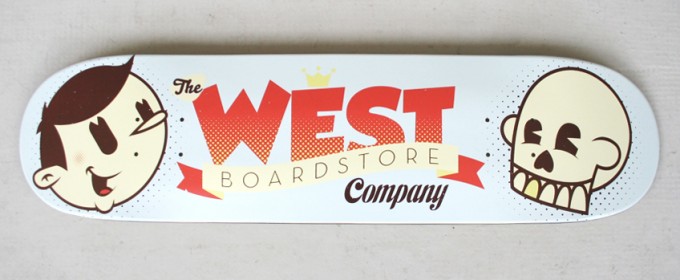 The
WEST
BOARDSTORE
Company